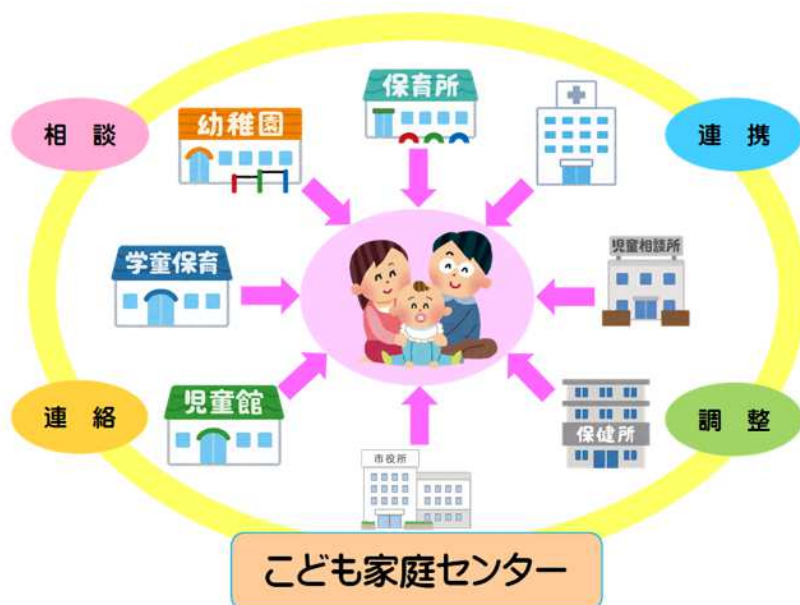 保育所
幼稚園
相 談
連 携
学童保育
児童相談所
児童館
保健所
連 絡
調 整
市役所
こども家庭センター